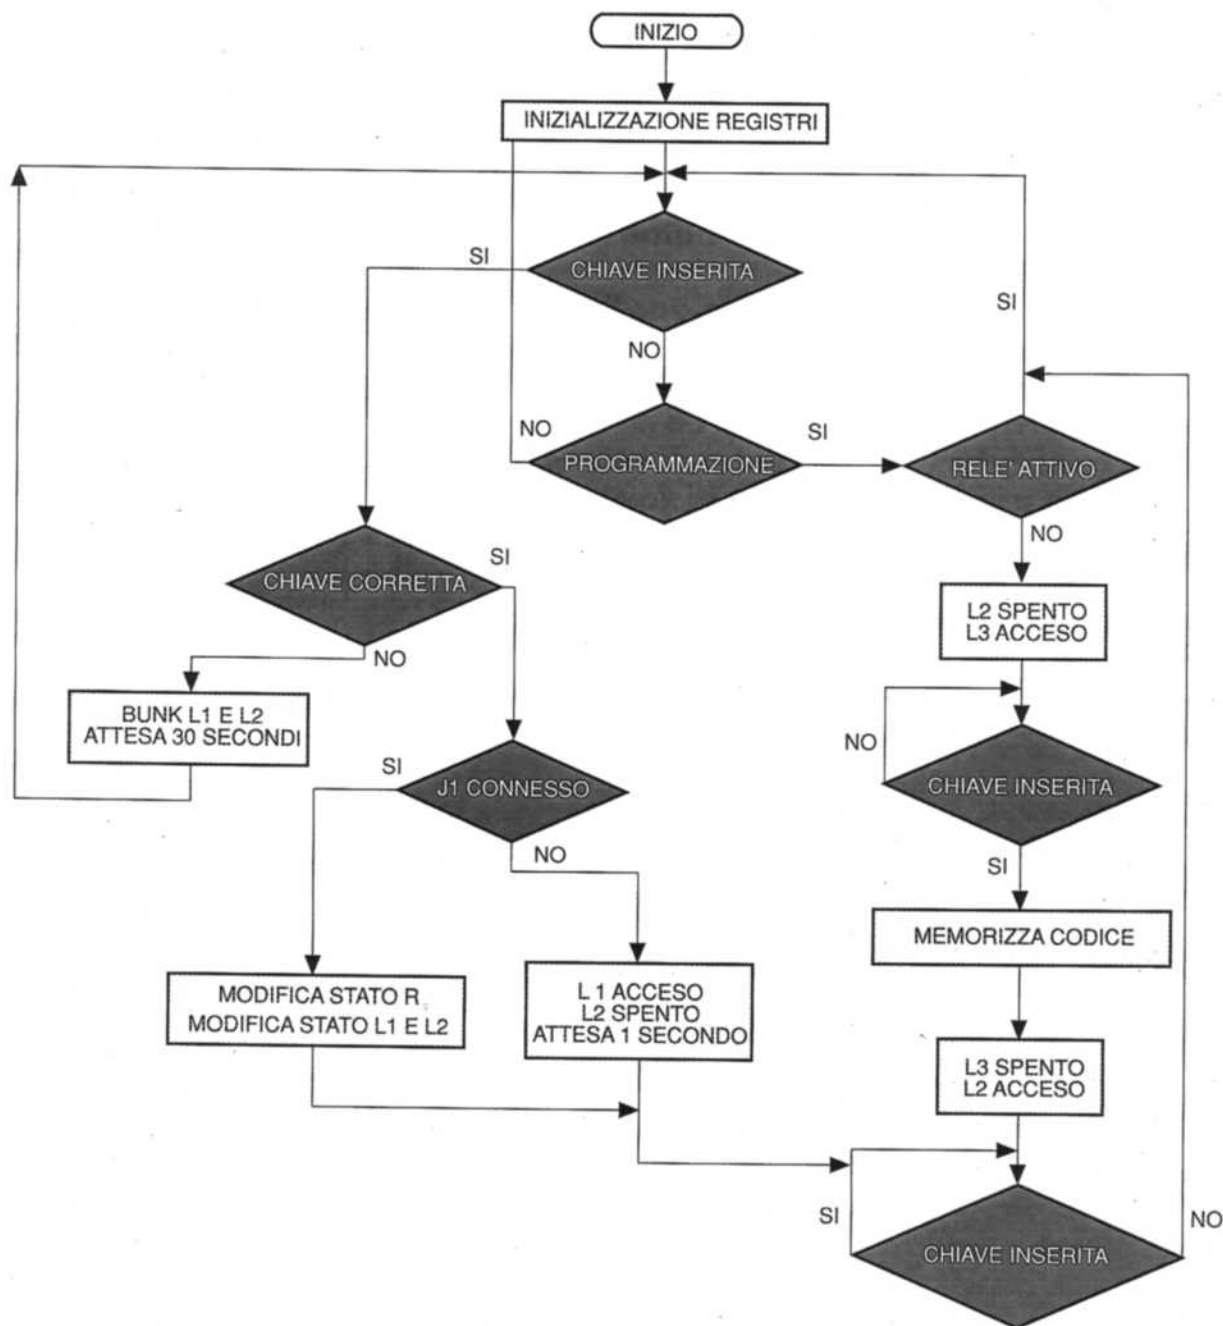 INIZIO
INIZIALIZZAZIONE REGISTRI
SI
CHIAVE INSERITA
SI
NO
NO
PROGRAMMAZIONE
SI
RELE' ATTIVO
NO
CHIAVE CORRETTA
SI
L2 SPENTO
L3 ACCESO
NO
BUNK L1 E L2
ATTESA 30 SECONDI
NO
SI
J1 CONNESSO
CHIAVE INSERITA
NO
SI
MEMORIZZA CODICE
MODIFICA STATO R
MODIFICA STATO L1 E L2
L 1 ACCESO
L2 SPENTO
ATTESA 1 SECONDO
L3 SPENTO
L2 ACCESO
SI
NO
CHIAVE INSERITA